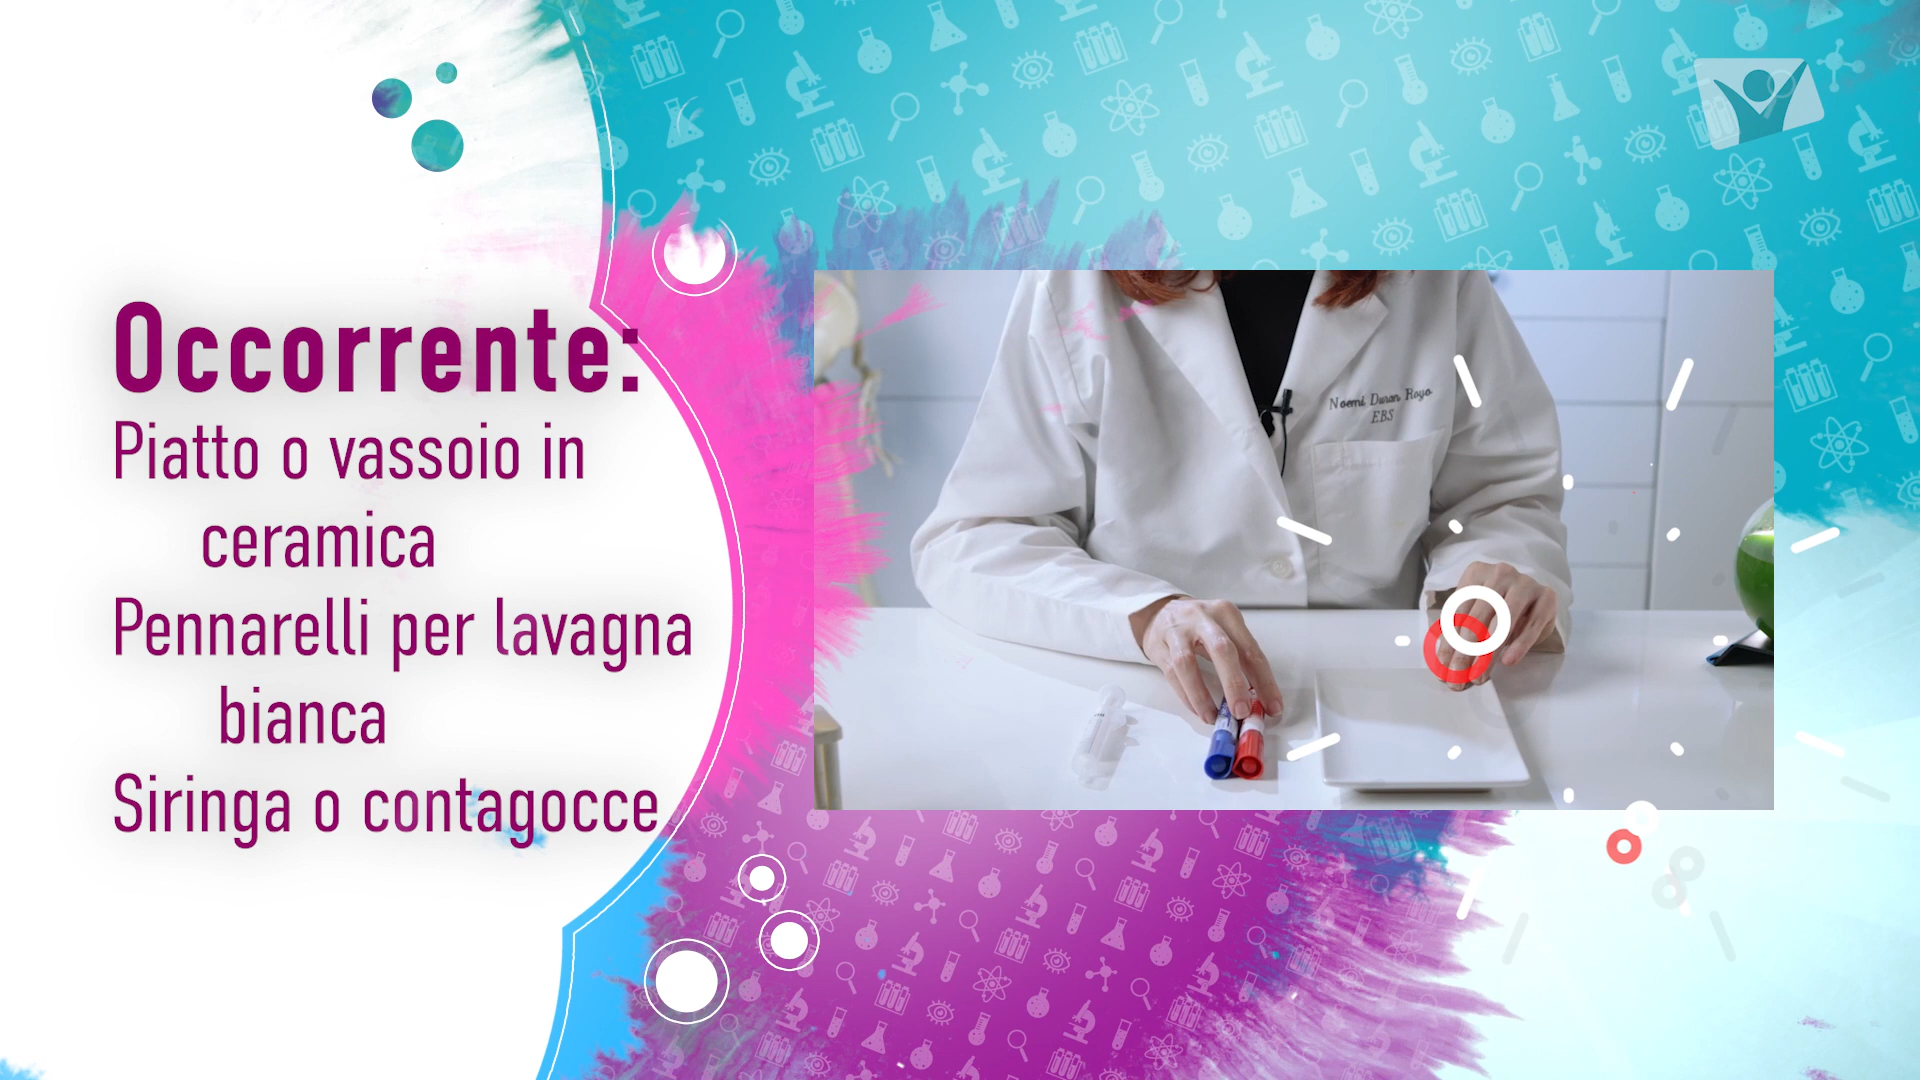 Occorrente:
Piatto o vassoio in
ceramica
Pennarelli per lavagna
bianca
Siringa o contagocce
Noemi Duran Royo
EBS